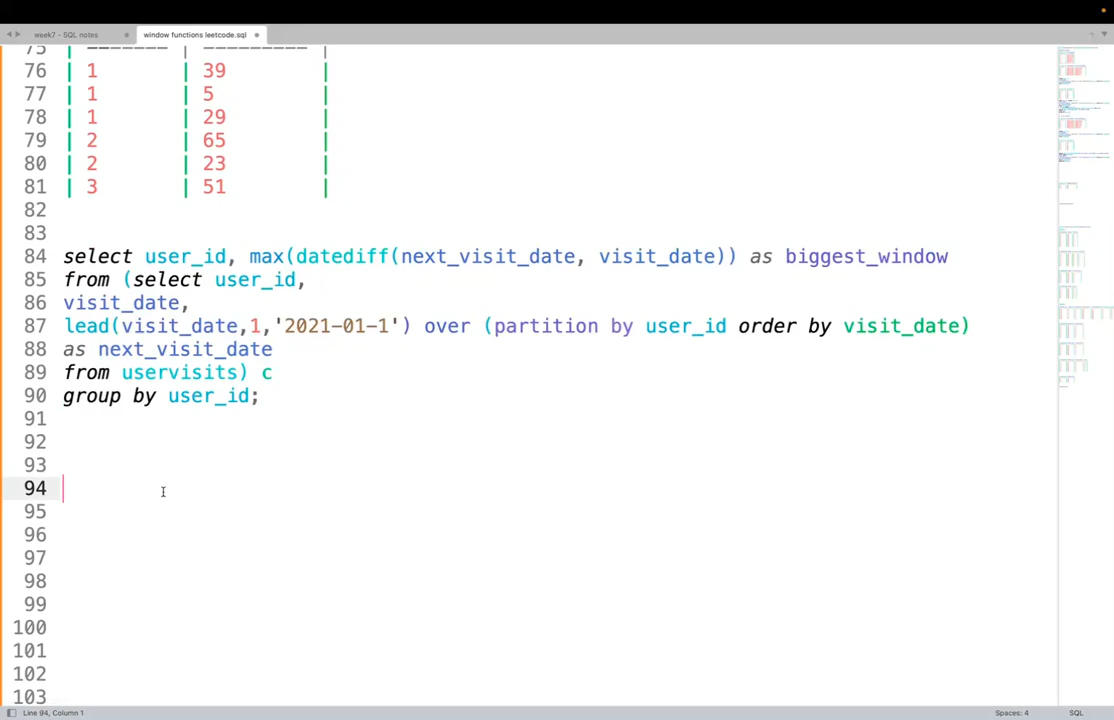 week7 - SQL notes
window functions leetcode.sql
75 | ------- | --------- |
76 | 1 | 39 |
77 | 1 | 5 |
78 | 1 | 29 |
79 | 2 | 65 |
80 | 2 | 23 |
81 | 3 | 51 |
82
83
84 select user_id, max(datediff(next_visit_date, visit_date)) as biggest_window
85 from (select user_id,
86 visit_date,
87 lead(visit_date,1,'2021-01-1') over (partition by user_id order by visit_date)
88 as next_visit_date
89 from uservisits) c
90 group by user_id;
91
92
93
94
95
96
97
98
99
100
101
102
103
Line 94, Column 1
Spaces: 4
SQL